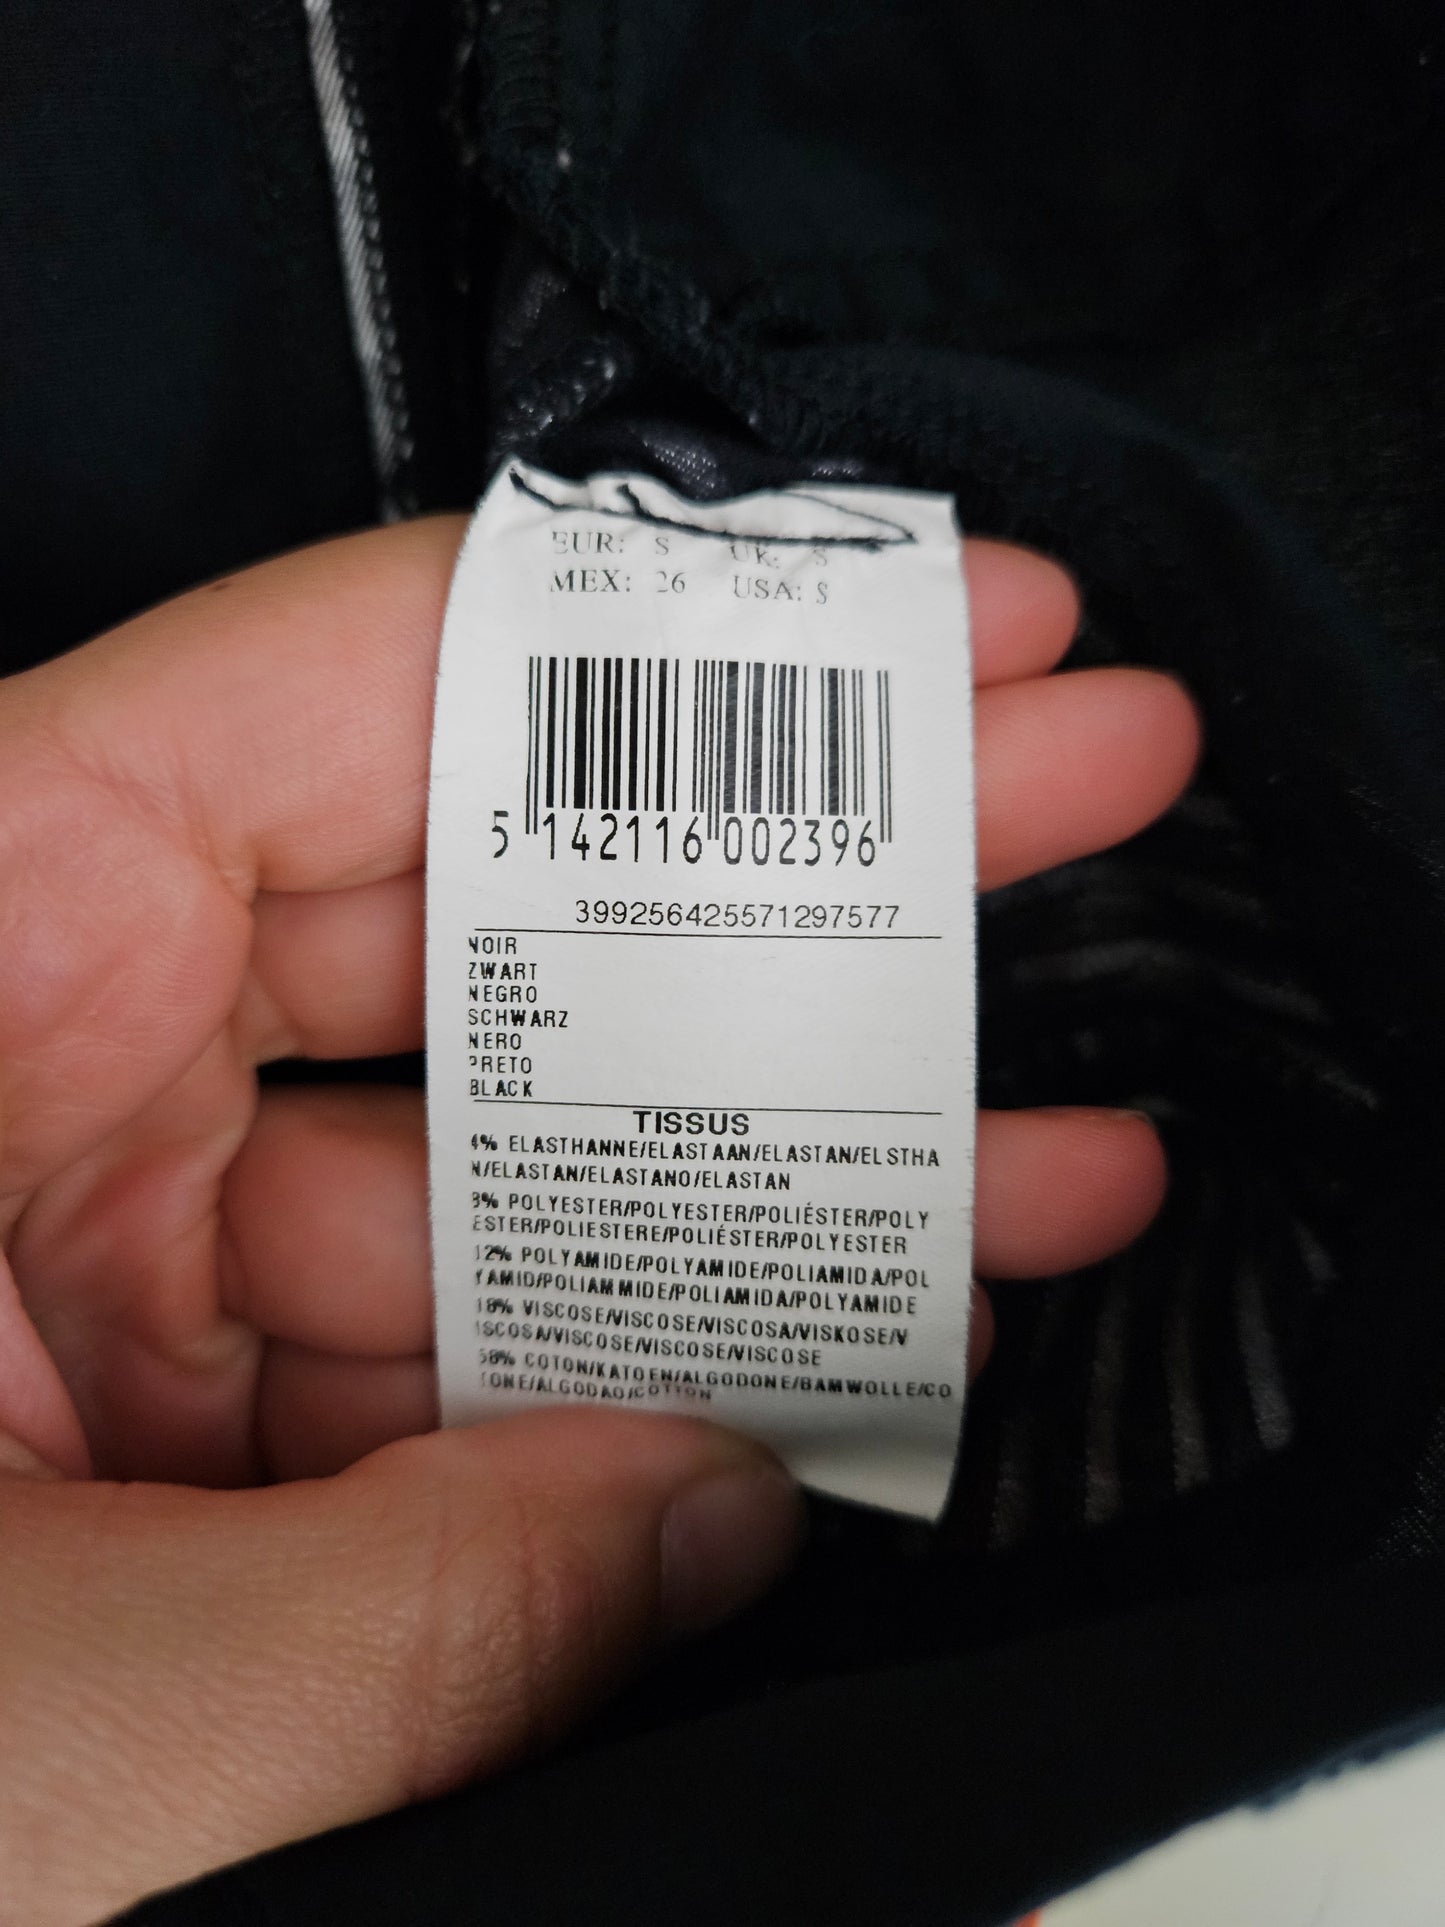 EUR: S UK: S
MEX: 26 USA: S
5 142116 002396
399256425571297577
NOIR
ZWART
NEGRO
SCHWARZ
NERO
PRETO
BLACK
TISSUS
4% ELASTHANNE/ELASTAAN/ELASTAN/ELSTHA
N/ELASTAN/ELASTANO/ELASTAN
8% POLYESTER/POLYESTER/POLIÉSTER/POLY
ESTER/POLIESTERE/POLIÉSTER/POLYESTER
12% POLYAMIDE/POLYAMIDE/POLIAMIDA/POL
YAMID/POLIAMMIDE/POLIAMIDA/POLYAMIDE
18% VISCOSE/VISCOSE/VISCOSA/VISKOSE/V
ISCOSA/VISCOSE/VISCOSE/VISCOSE
58% COTON/KATOEN/ALGODONE/BAMWOLLE/CO
TONE/ALGODAO/COTTON